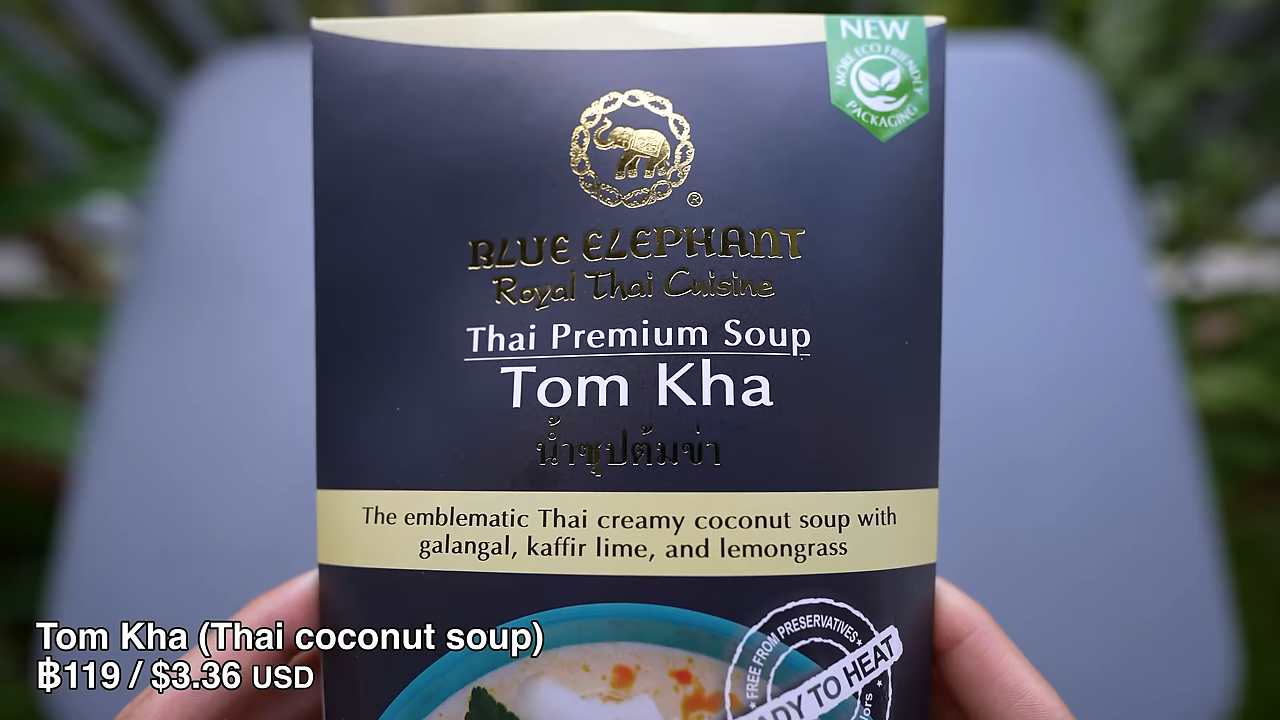 NEW
MORE ECO FRIENDLY
PACKAGING
®
BLUE ELEPHANT
Royal Thai Cuisine
Thai Premium Soup
Tom Kha
น้ำซุปต้มข่า
The emblematic Thai creamy coconut soup with
galangal, kaffir lime, and lemongrass
FREE FROM PRESERVATIVES
TO HEAT
Tom Kha (Thai coconut soup)
฿119 / $3.36 USD